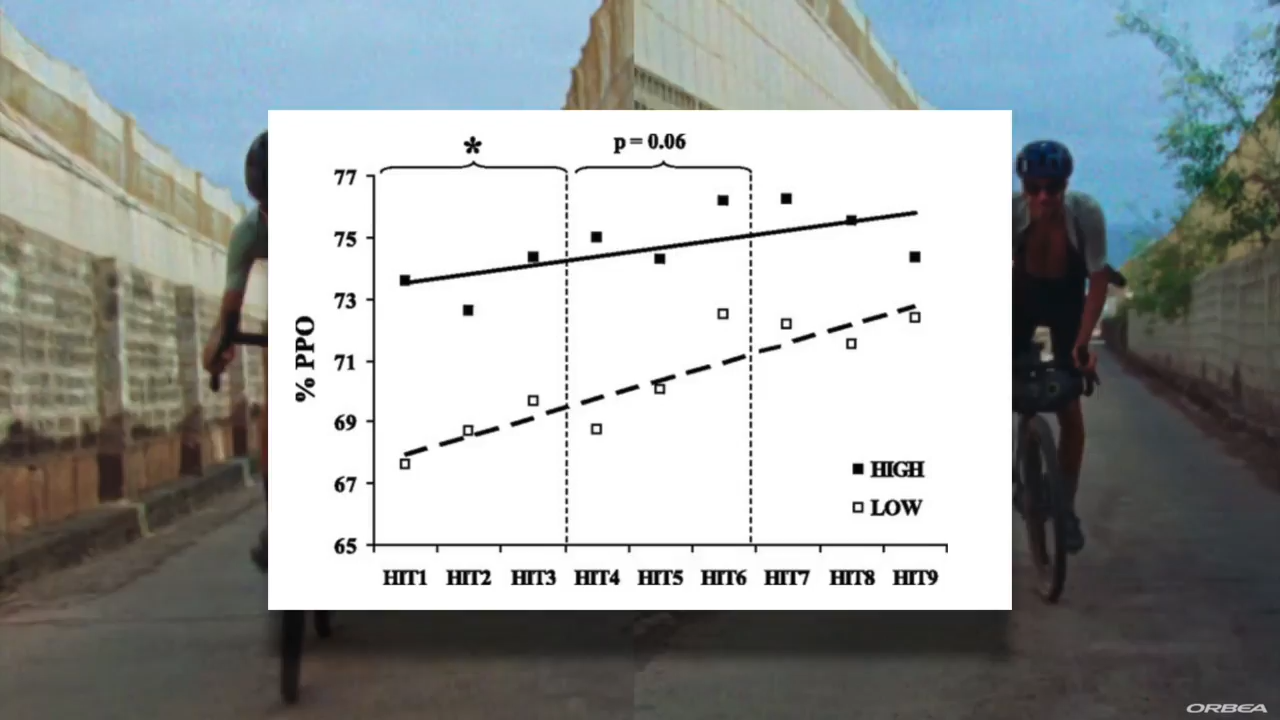 *
p = 0.06
77
75
73
71
69
67
65
% PPO
HIGH
LOW
HIT1 HIT2 HIT3 HIT4 HIT5 HIT6 HIT7 HIT8 HIT9
ORBEA